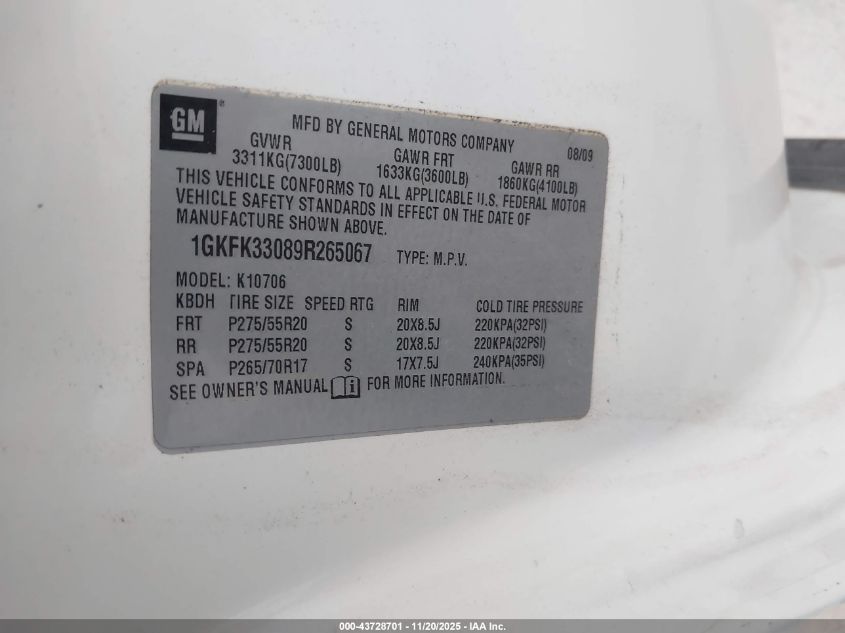 GM
MFD BY GENERAL MOTORS COMPANY 08/09
GVWR GAWR FRT GAWR RR
3311KG(7300LB) 1633KG(3600LB) 1860KG(4100LB)
THIS VEHICLE CONFORMS TO ALL APPLICABLE U.S. FEDERAL MOTOR
VEHICLE SAFETY STANDARDS IN EFFECT ON THE DATE OF
MANUFACTURE SHOWN ABOVE.
1GKFK33089R265067 TYPE: M.P.V.
MODEL: K10706
KBDH TIRE SIZE SPEED RTG RIM COLD TIRE PRESSURE
FRT P275/55R20 S 20X8.5J 220KPA(32PSI)
RR P275/55R20 S 20X8.5J 220KPA(32PSI)
SPA P265/70R17 S 17X7.5J 240KPA(35PSI)
SEE OWNER'S MANUAL FOR MORE INFORMATION.
000-43728701 - 11/20/2025 - IAA Inc.